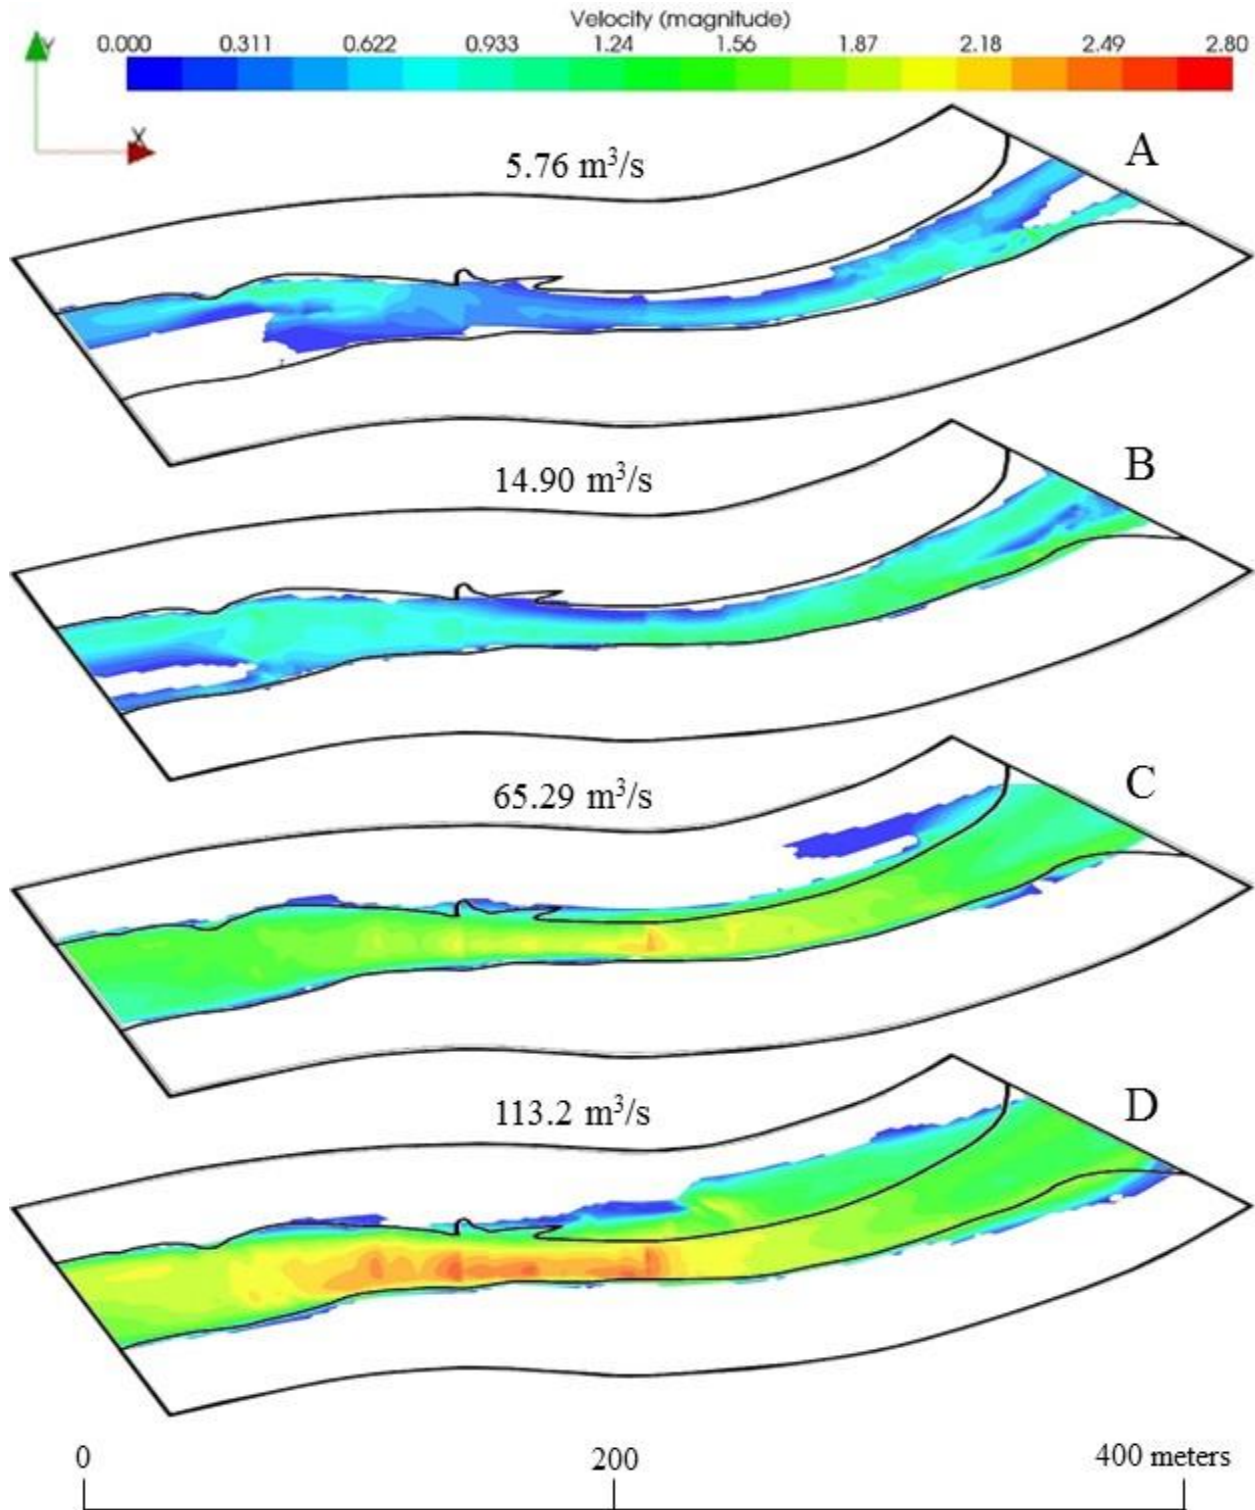 Velocity (magnitude)
0.000 0.311 0.622 0.933 1.24 1.56 1.87 2.18 2.49 2.80
Y
X
A
5.76 m³/s
B
14.90 m³/s
C
65.29 m³/s
D
113.2 m³/s
0 200 400 meters